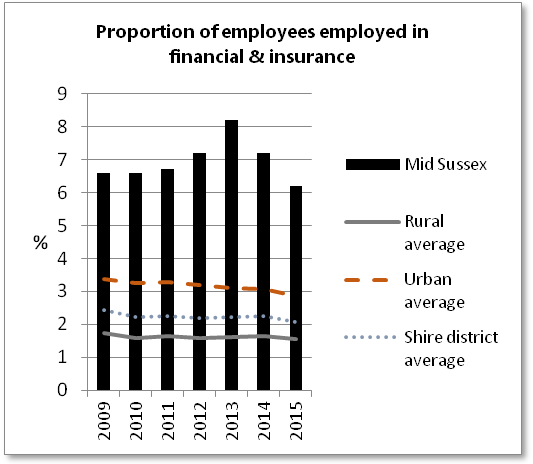 Proportion of employees employed in
financial & insurance
9
8
7
6
5
4
3
2
1
0
%
2009
2010
2011
2012
2013
2014
2015
Mid Sussex
Rural
average
Urban
average
Shire district
average